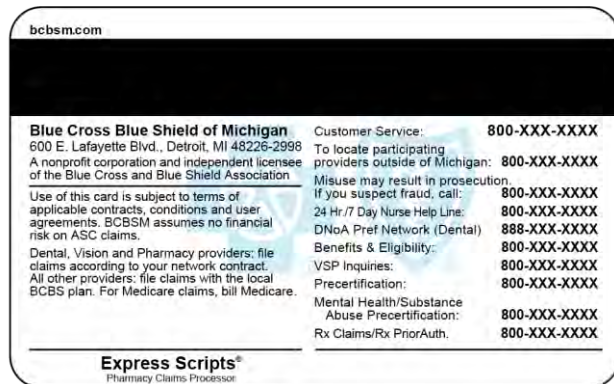 bcbsm.com
Blue Cross Blue Shield of Michigan
600 E. Lafayette Blvd., Detroit, MI 48226-2998
A nonprofit corporation and independent licensee
of the Blue Cross and Blue Shield Association
Use of this card is subject to terms of
applicable contracts, conditions and user
agreements. BCBSM assumes no financial
risk on ASC claims.
Dental, Vision and Pharmacy providers: file
claims according to your network contract.
All other providers: file claims with the local
BCBS plan. For Medicare claims, bill Medicare.
Express Scripts®
Pharmacy Claims Processor
Customer Service: 800-XXX-XXXX
To locate participating
providers outside of Michigan: 800-XXX-XXXX
Misuse may result in prosecution.
If you suspect fraud, call: 800-XXX-XXXX
24 Hr./7 Day Nurse Help Line: 800-XXX-XXXX
DNoA Pref Network (Dental) 888-XXX-XXXX
Benefits & Eligibility: 800-XXX-XXXX
VSP Inquiries: 800-XXX-XXXX
Precertification: 800-XXX-XXXX
Mental Health/Substance
Abuse Precertification: 800-XXX-XXXX
Rx Claims/Rx PriorAuth. 800-XXX-XXXX